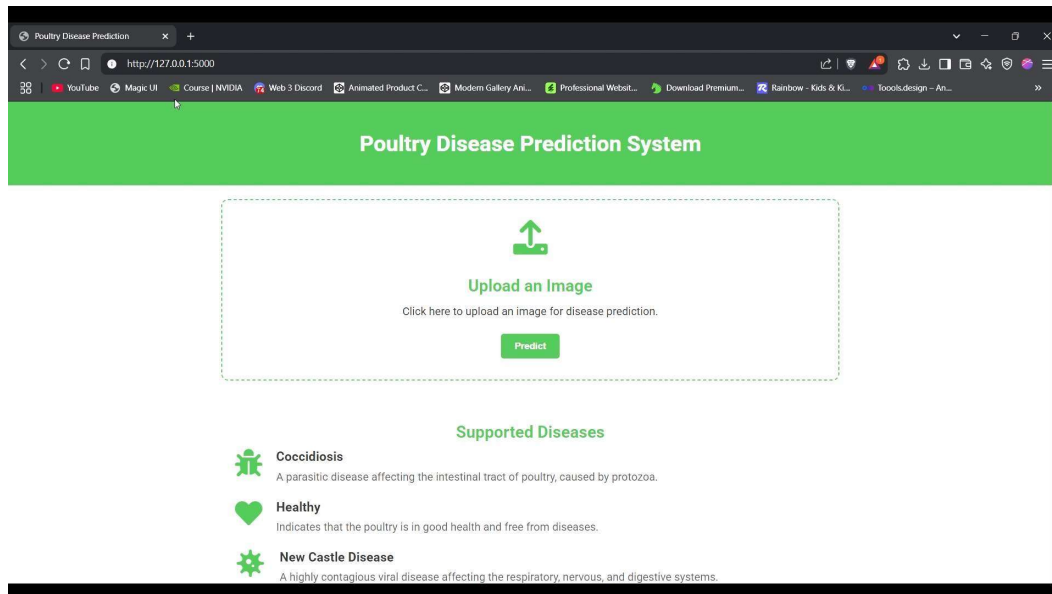 Poultry Disease Prediction
http://127.0.0.1:5000
YouTube Magic UI Course | NVIDIA Web 3 Discord Animated Product C... Modern Gallery Ani... Professional Websit... Download Premium... Rainbow - Kids & Ki... Toools.design – An...
Poultry Disease Prediction System
Upload an Image
Click here to upload an image for disease prediction.
Predict
Supported Diseases
Coccidiosis
A parasitic disease affecting the intestinal tract of poultry, caused by protozoa.
Healthy
Indicates that the poultry is in good health and free from diseases.
New Castle Disease
A highly contagious viral disease affecting the respiratory, nervous, and digestive systems.